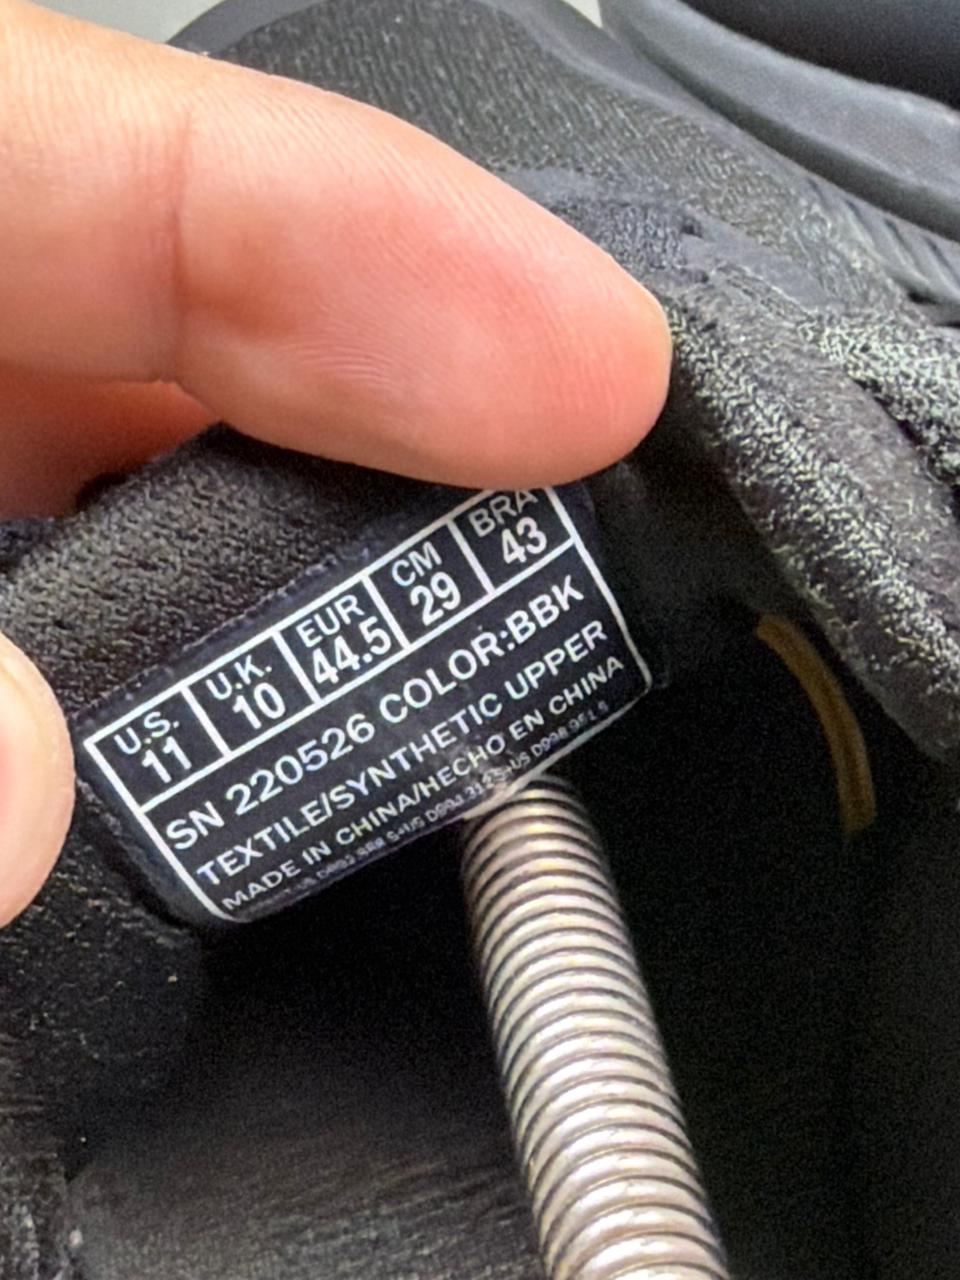 U.S. U.K. EUR CM BRA
11 10 44.5 29 43
SN 220526 COLOR:BBK
TEXTILE/SYNTHETIC UPPER
MADE IN CHINA/HECHO EN CHINA